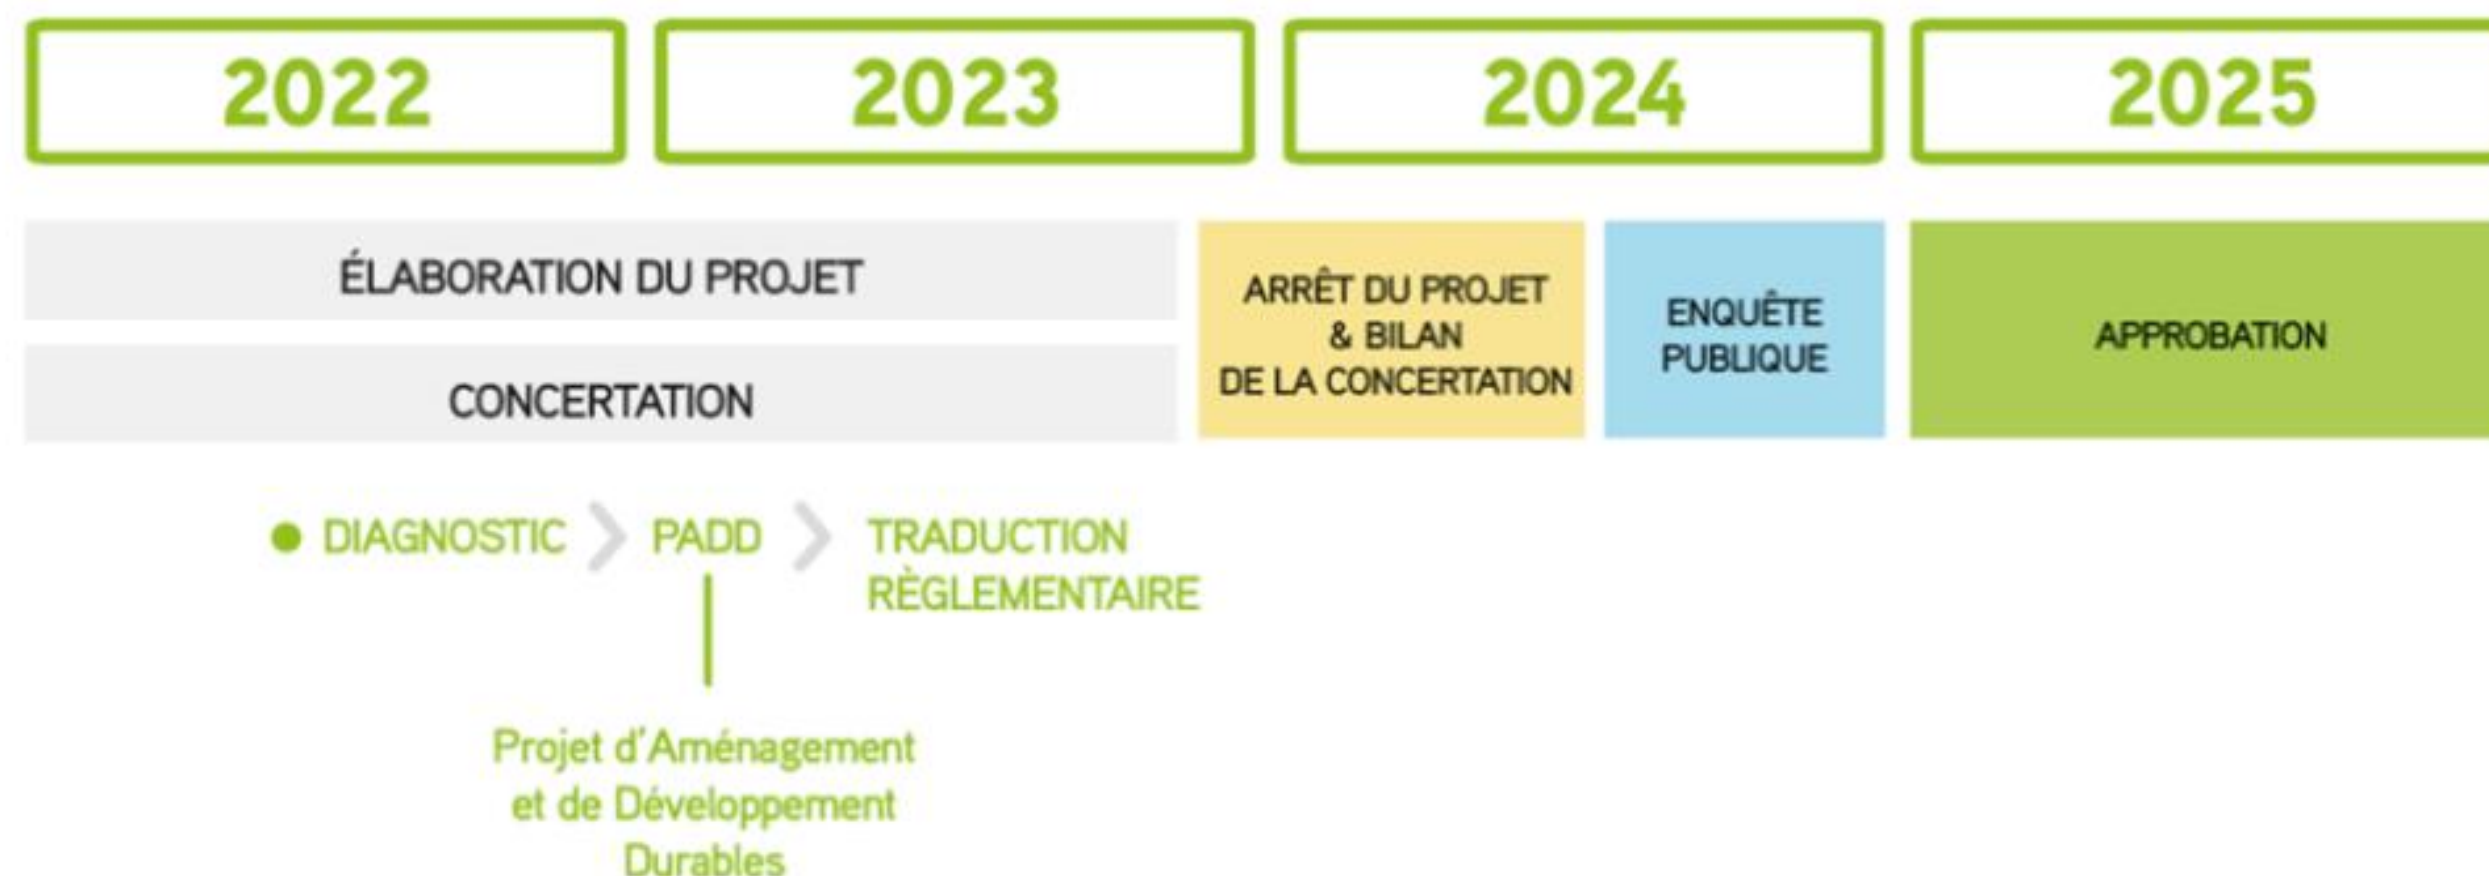 2022
2023
2024
2025
ÉLABORATION DU PROJET
CONCERTATION
ARRÊT DU PROJET
& BILAN
DE LA CONCERTATION
ENQUÊTE
PUBLIQUE
APPROBATION
DIAGNOSTIC
PADD
TRADUCTION
RÈGLEMENTAIRE
Projet d'Aménagement
et de Développement
Durables